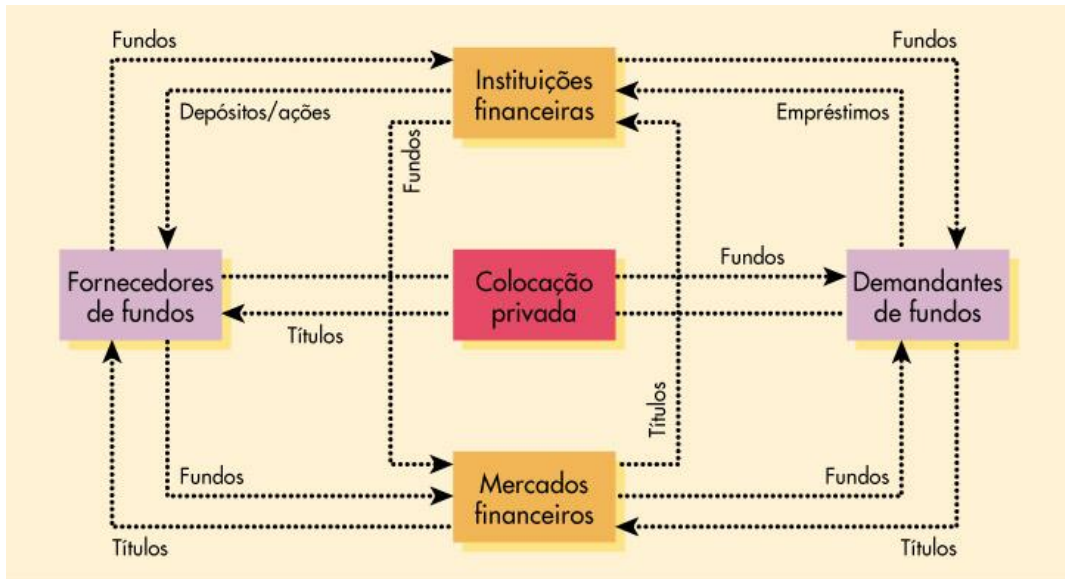 Fundos
Fundos
Instituições
financeiras
Depósitos/ações
Empréstimos
Fundos
Fornecedores
de fundos
Colocação
privada
Fundos
Demandantes
de fundos
Títulos
Títulos
Fundos
Mercados
financeiros
Fundos
Títulos
Títulos